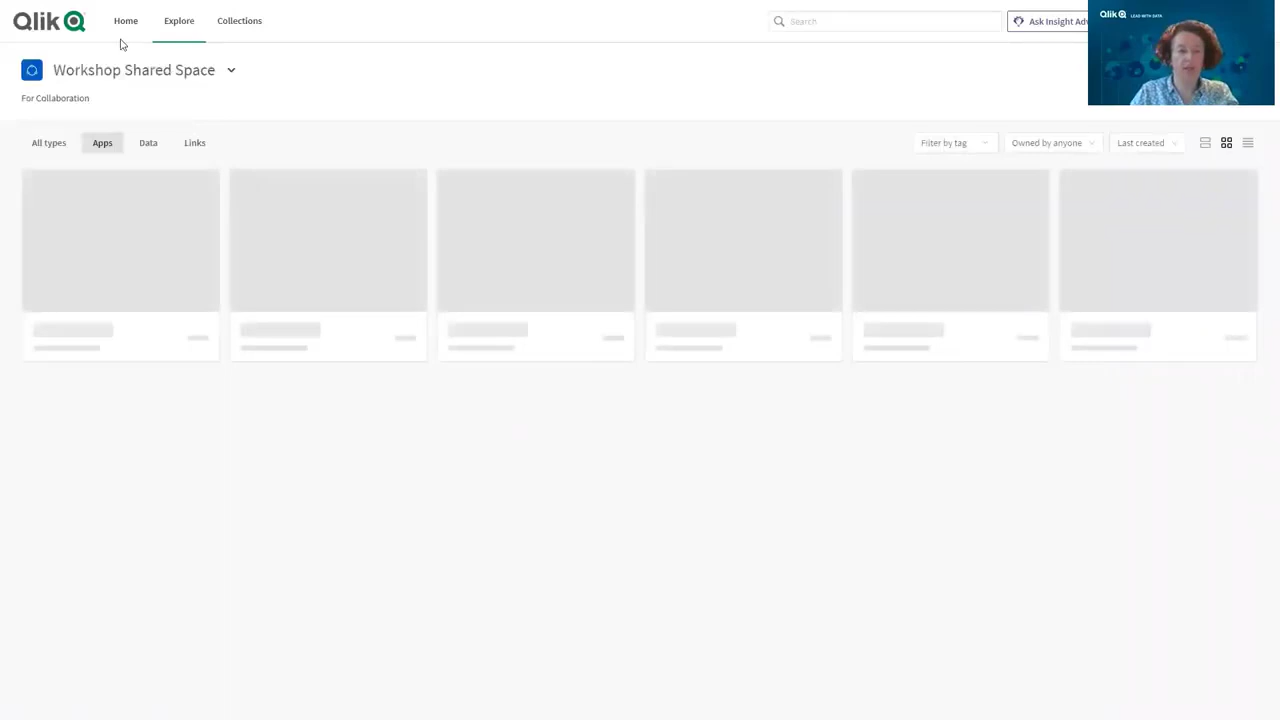 Qlik
Home
Explore
Collections
Search
Ask Insight Adv
Qlik LEAD WITH DATA
Workshop Shared Space
For Collaboration
All types
Apps
Data
Links
Filter by tag
Owned by anyone
Last created